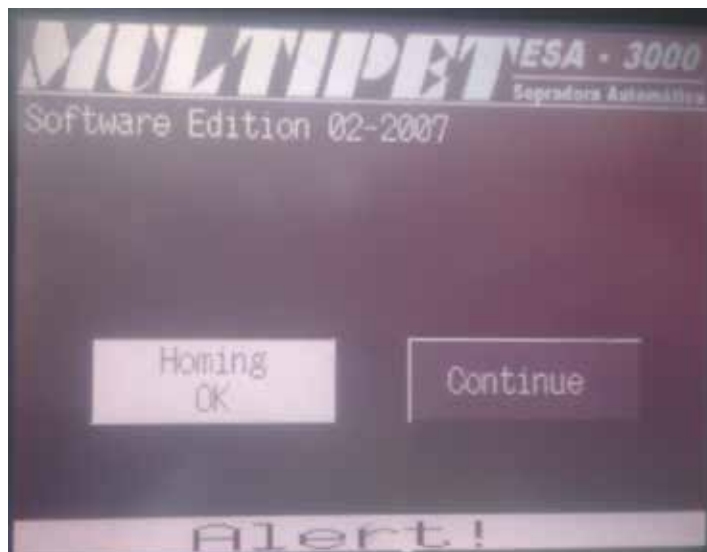 MULTIPET
ESA - 3000
Sopradora Automática
Software Edition 02-2007
Homing
OK
Continue
Alert!